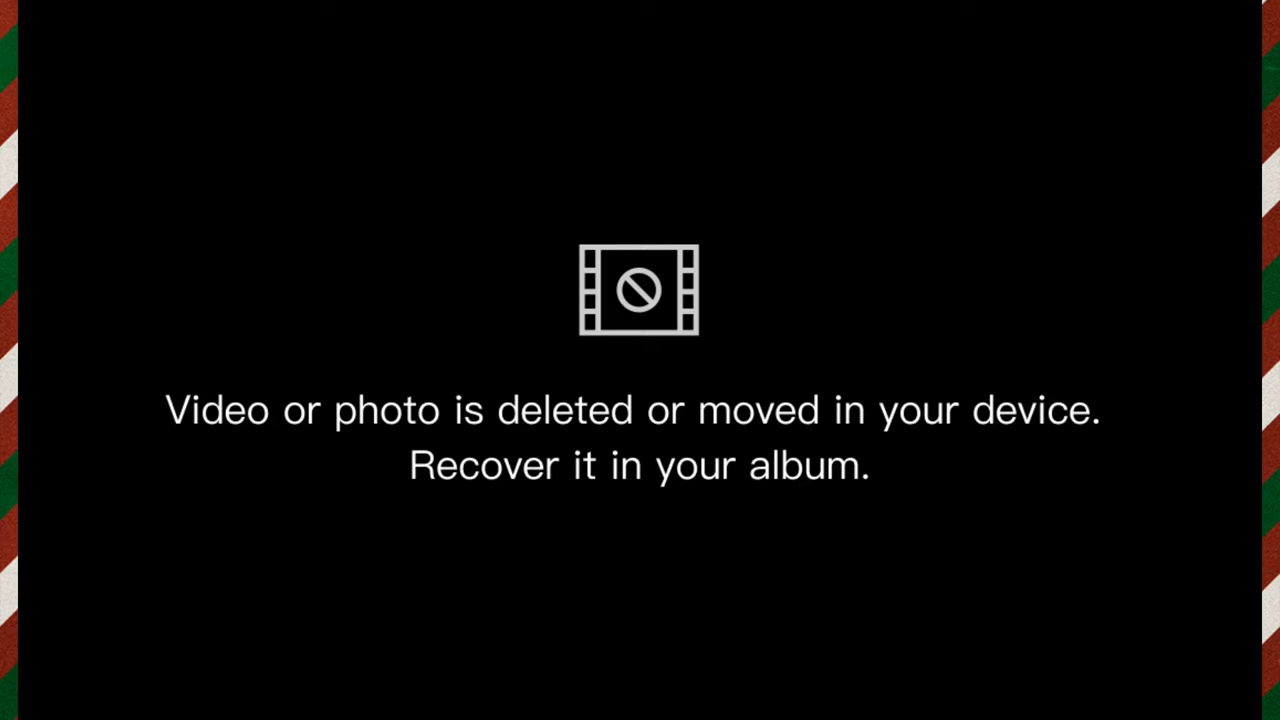 Video or photo is deleted or moved in your device.
Recover it in your album.